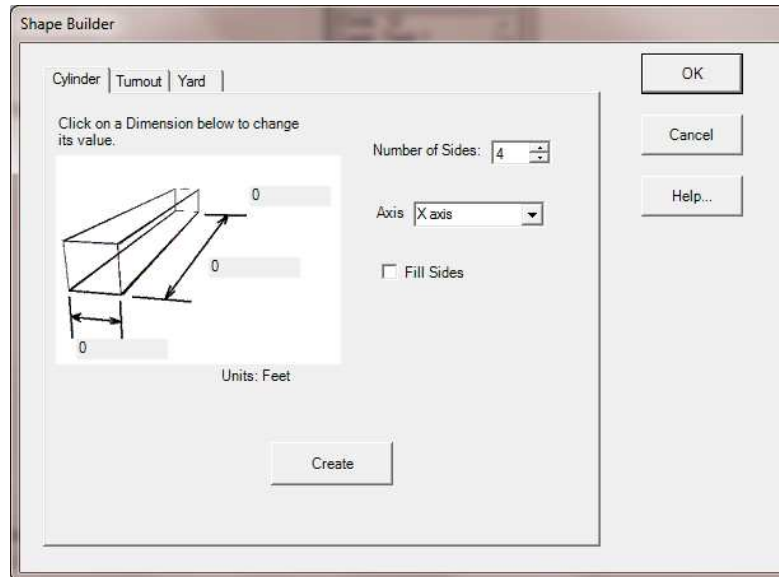 Shape Builder
Cylinder
Turnout
Yard
OK
Cancel
Help...
Click on a Dimension below to change
its value.
Number of Sides: 4
0
Axis X axis
0
Fill Sides
0
Units: Feet
Create